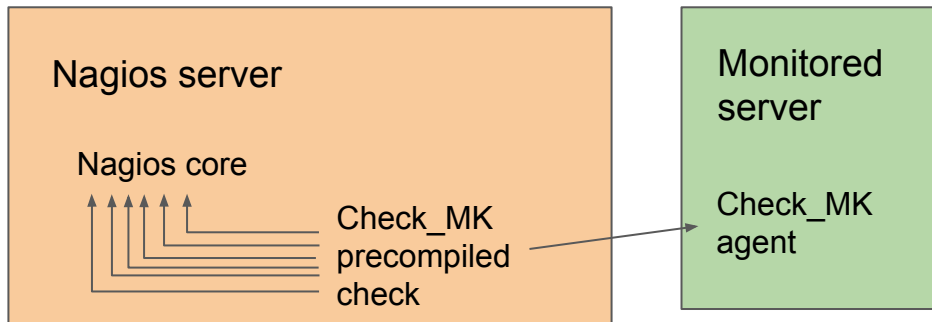 Nagios server
Nagios core
Check_MK
precompiled
check
Monitored
server
Check_MK
agent